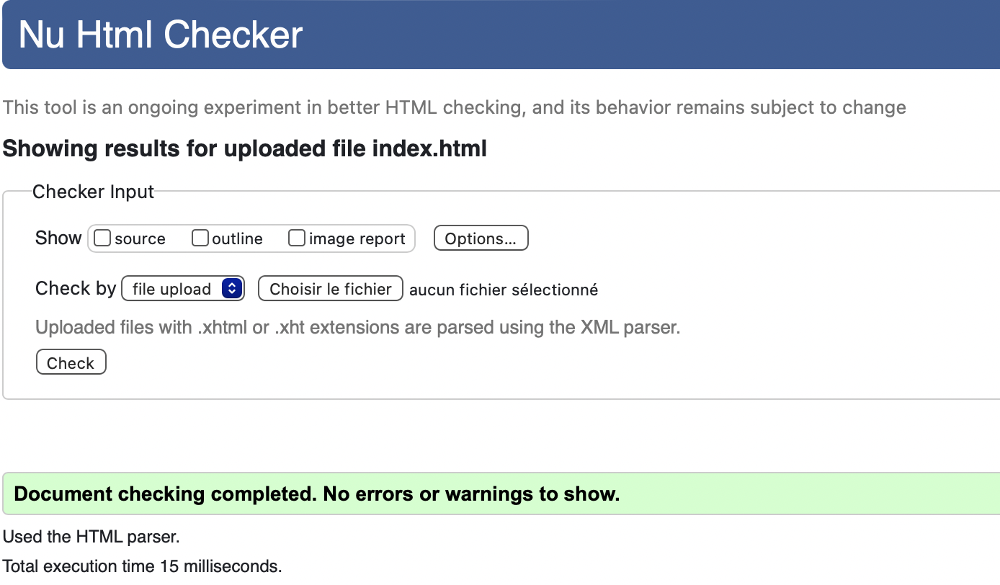 Nu Html Checker
This tool is an ongoing experiment in better HTML checking, and its behavior remains subject to change
Showing results for uploaded file index.html
Checker Input
Show source outline image report Options...
Check by file upload Choisir le fichier aucun fichier sélectionné
Uploaded files with .xhtml or .xht extensions are parsed using the XML parser.
Check
Document checking completed. No errors or warnings to show.
Used the HTML parser.
Total execution time 15 milliseconds.